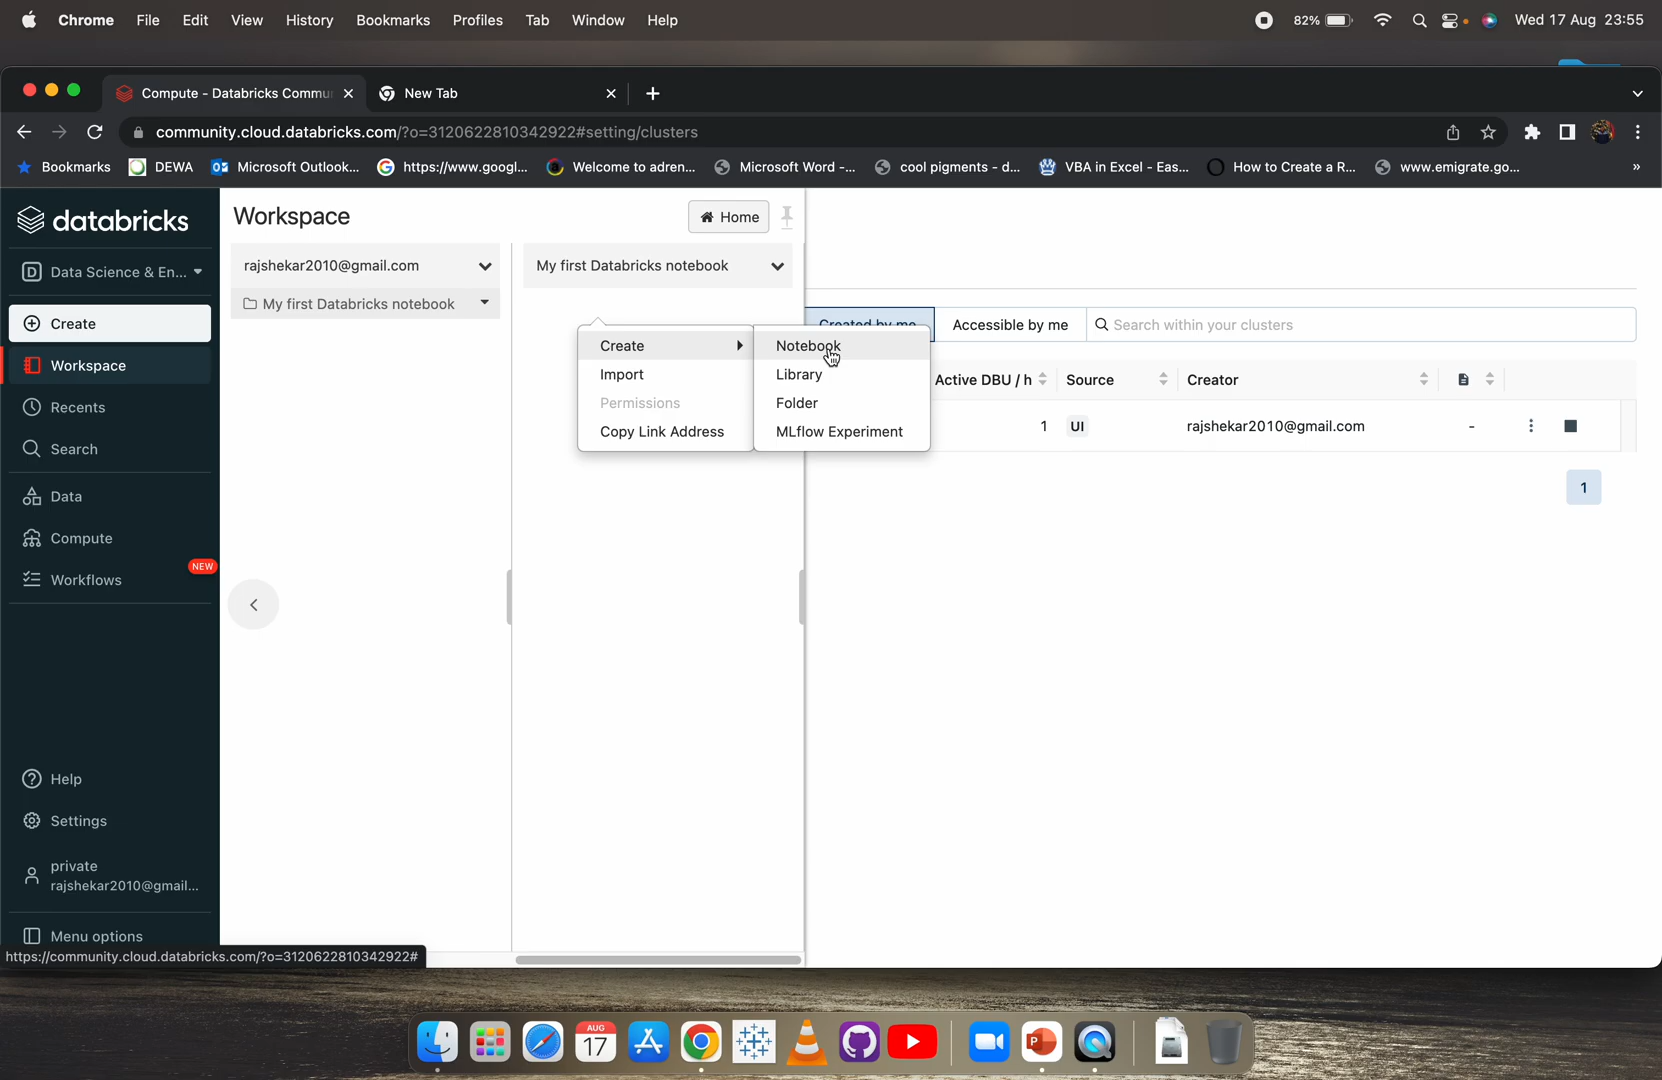 Chrome File Edit View History Bookmarks Profiles Tab Window Help 82% Wed 17 Aug 23:55
Compute - Databricks Commu New Tab
community.cloud.databricks.com/?o=3120622810342922#setting/clusters
Bookmarks DEWA Microsoft Outlook... https://www.googl... Welcome to adren... Microsoft Word -... cool pigments - d... VBA in Excel - Eas... How to Create a R... www.emigrate.go... »
databricks
D Data Science & En...
Create
Workspace
Recents
Search
Data
Compute
NEW
Workflows
Help
Settings
private
rajshekar2010@gmail...
Menu options
https://community.cloud.databricks.com/?o=3120622810342922#
Workspace Home
rajshekar2010@gmail.com My first Databricks notebook
My first Databricks notebook
Create
Import
Permissions
Copy Link Address
Notebook
Library
Folder
MLflow Experiment
Created by me Accessible by me Search within your clusters
Active DBU / h Source Creator
1 UI rajshekar2010@gmail.com -
1
AUG
17